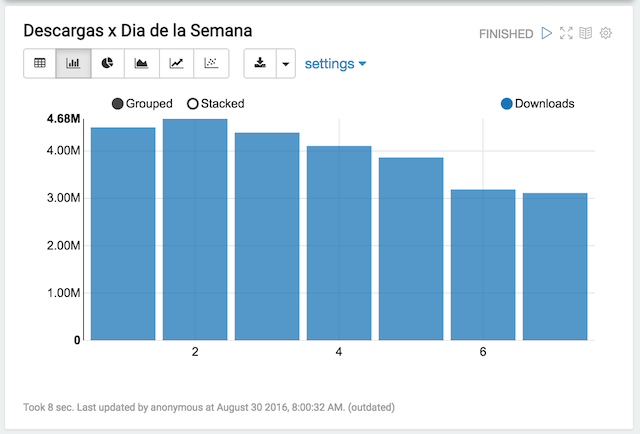 Descargas x Dia de la Semana
FINISHED
settings
Grouped Stacked Downloads
4.68M
4.00M
3.00M
2.00M
1.00M
0
2 4 6
Took 8 sec. Last updated by anonymous at August 30 2016, 8:00:32 AM. (outdated)